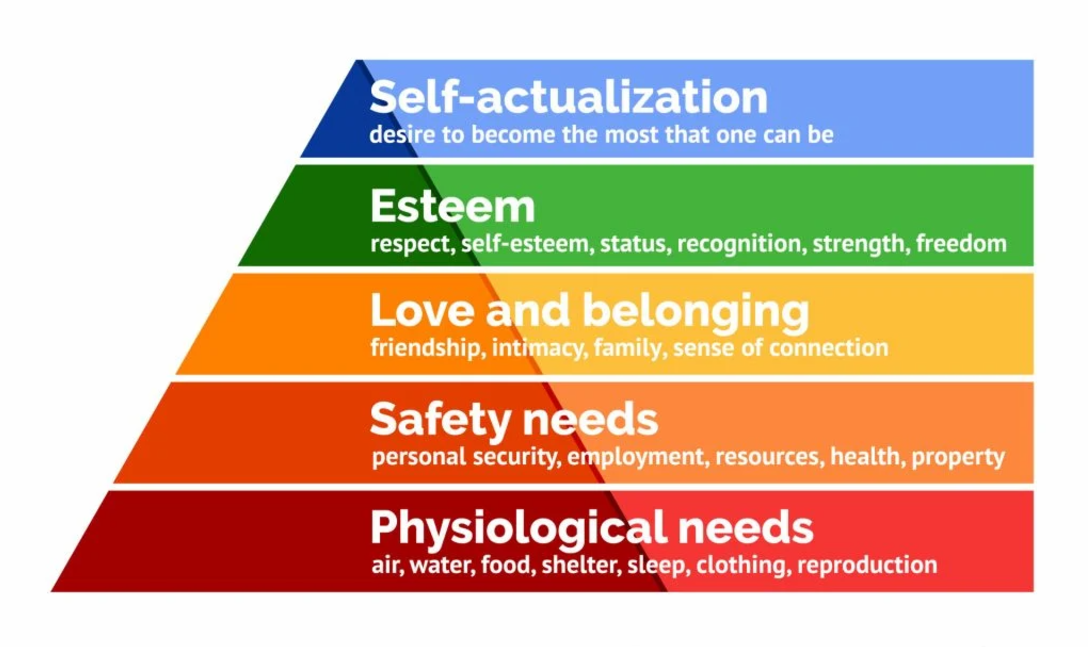 Self-actualization
desire to become the most that one can be
Esteem
respect, self-esteem, status, recognition, strength, freedom
Love and belonging
friendship, intimacy, family, sense of connection
Safety needs
personal security, employment, resources, health, property
Physiological needs
air, water, food, shelter, sleep, clothing, reproduction